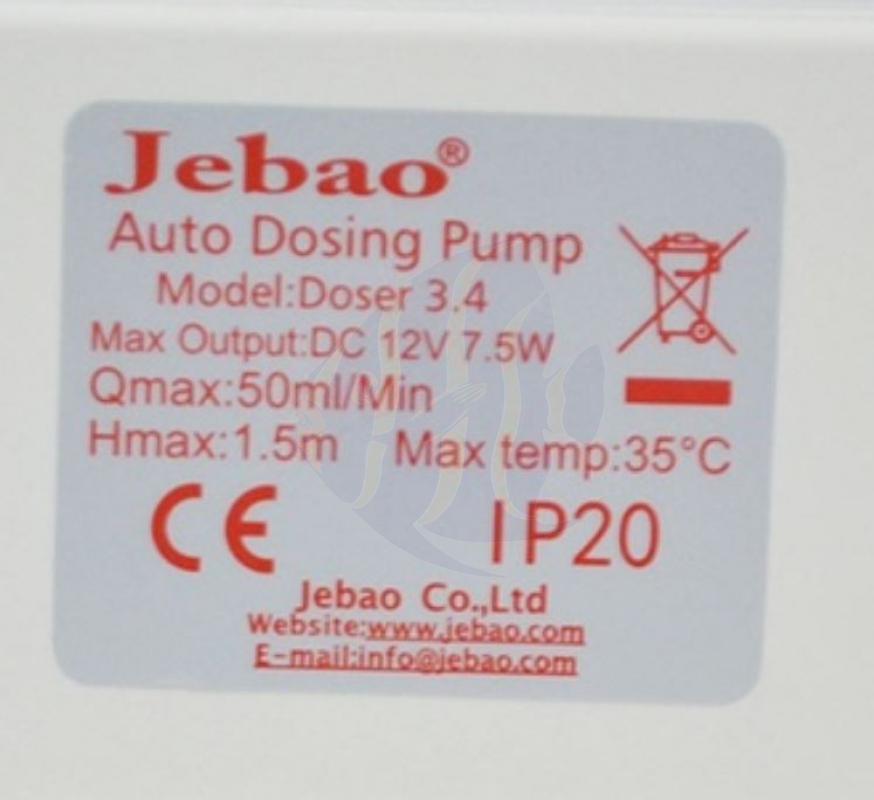 Jebao®
Auto Dosing Pump
Model:Doser 3.4
Max Output:DC 12V 7.5W
Qmax:50ml/Min
Hmax:1.5m Max temp:35°C
CE IP20
Jebao Co.,Ltd
Website:www.jebao.com
E-mail:info@jebao.com